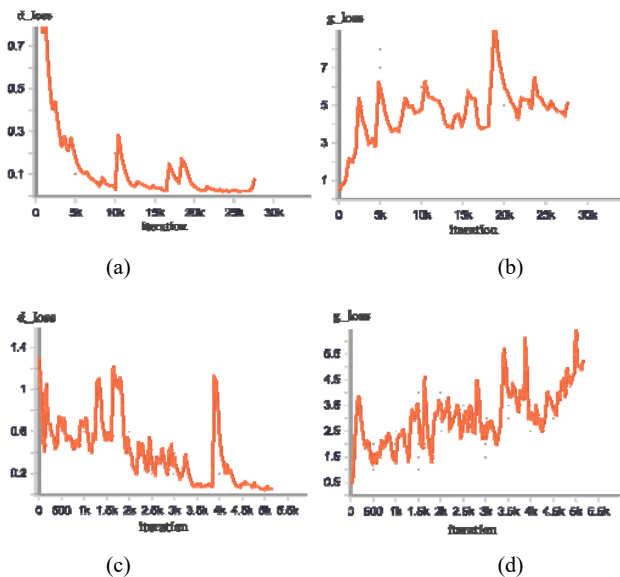 d_loss
0.7
0.5
0.3
0.1
0 5k 10k 15k 20k 25k 30k
iteration
(a)
g_loss
7
5
3
1
0 5k 10k 15k 20k 25k 30k
iteration
(b)
d_loss
1.4
1
0.6
0.2
0 500 1k 1.5k 2k 2.5k 3k 3.5k 4k 4.5k 5k 5.5k
iteration
(c)
g_loss
5.5
4.5
3.5
2.5
1.5
0.5
0 500 1k 1.5k 2k 2.5k 3k 3.5k 4k 4.5k 5k 5.5k
iteration
(d)